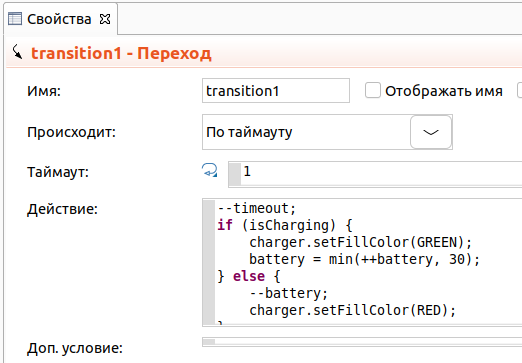 Свойства
transition1 - Переход
Имя: transition1 Отображать имя
Происходит: По таймауту
Таймаут: 1
Действие: --timeout;
if (isCharging) {
charger.setFillColor(GREEN);
battery = min(++battery, 30);
} else {
--battery;
charger.setFillColor(RED);
Доп. условие: